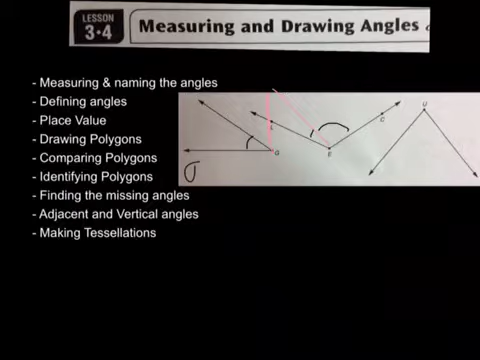 LESSON
3•4
Measuring and Drawing Angles
- Measuring & naming the angles
- Defining angles
- Place Value
- Drawing Polygons
- Comparing Polygons
- Identifying Polygons
- Finding the missing angles
- Adjacent and Vertical angles
- Making Tessellations
L
G
E
C
U